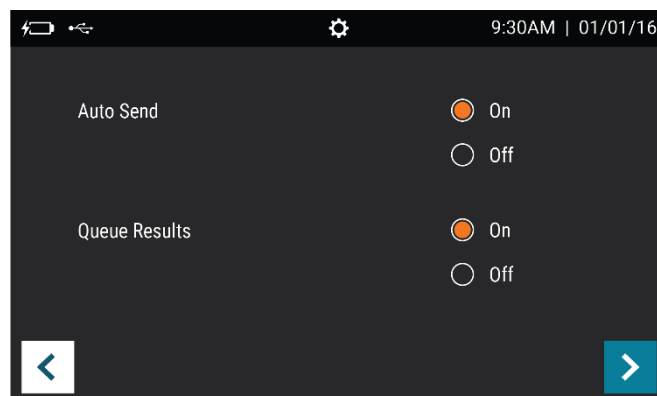 9:30AM | 01/01/16
Auto Send
On
Off
Queue Results
On
Off